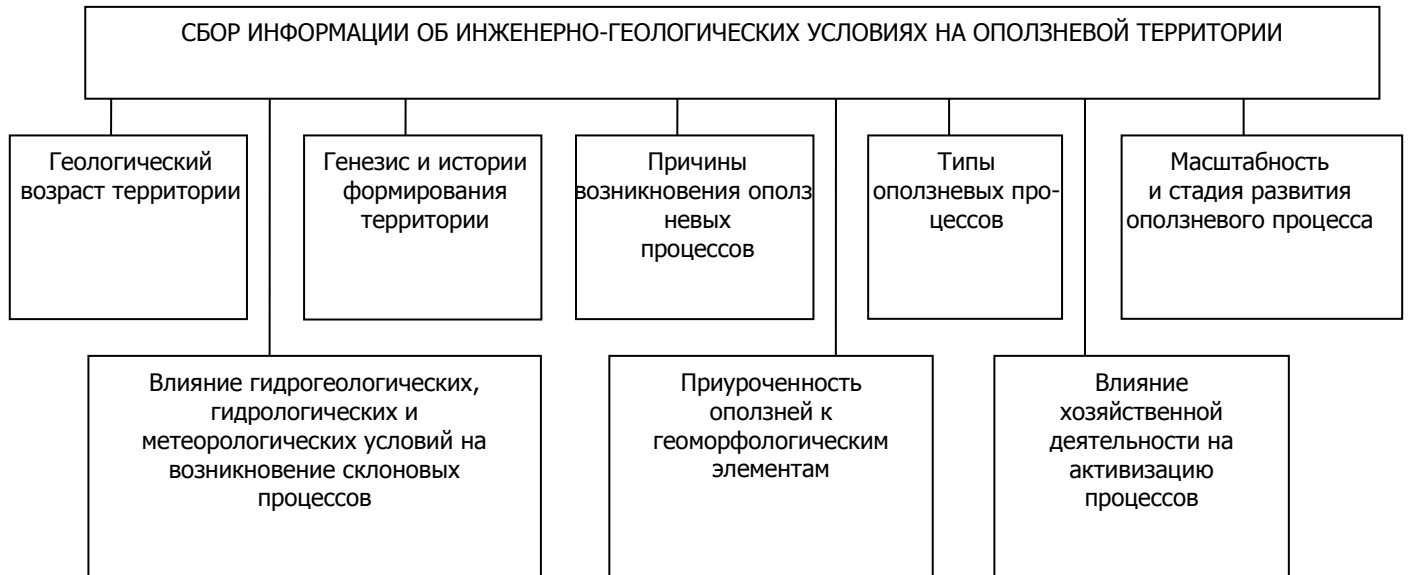 СБОР ИНФОРМАЦИИ ОБ ИНЖЕНЕРНО-ГЕОЛОГИЧЕСКИХ УСЛОВИЯХ НА ОПОЛЗНЕВОЙ ТЕРРИТОРИИ
Геологический
возраст территории
Генезис и истории
формирования
территории
Причины
возникновения ополз
невых
процессов
Типы
оползневых про-
цессов
Масштабность
и стадия развития
оползневого процесса
Влияние гидрогеологических,
гидрологических и
метеорологических условий на
возникновение склоновых
процессов
Приуроченность
оползней к
геоморфологическим
элементам
Влияние
хозяйственной
деятельности на
активизацию
процессов